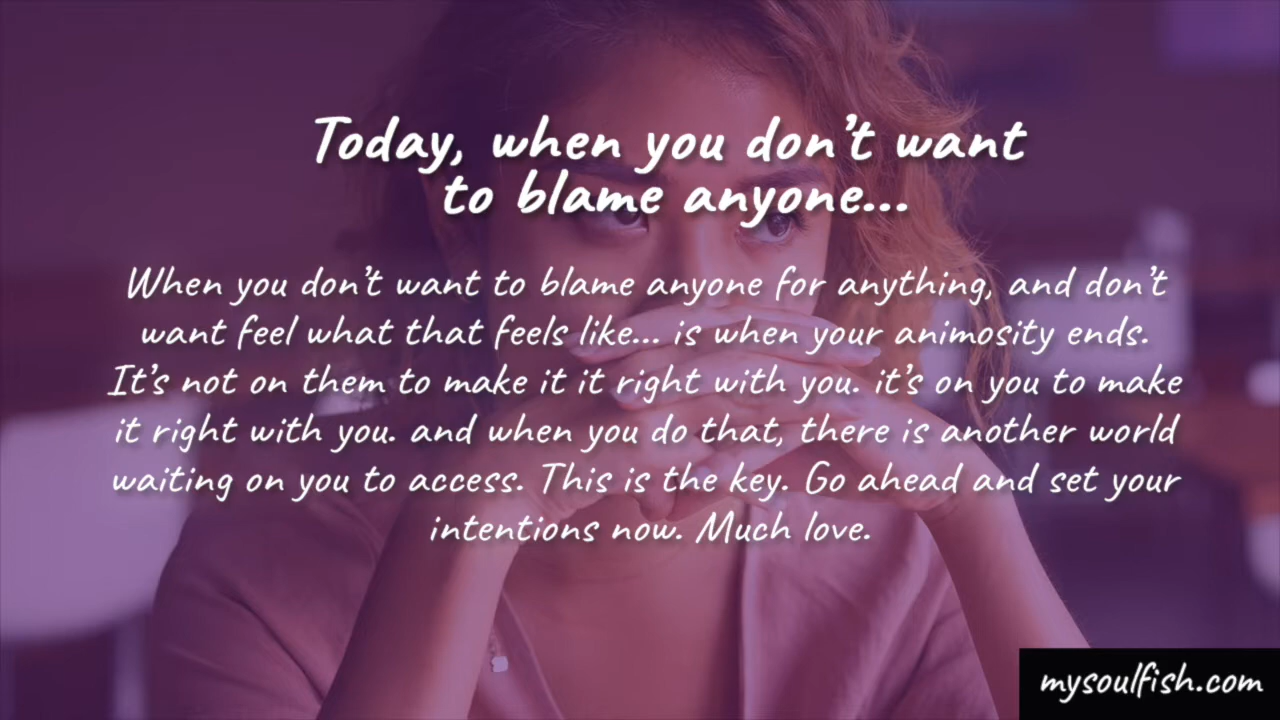 Today, when you don’t want
to blame anyone...
When you don’t want to blame anyone for anything, and don’t
want feel what that feels like... is when your animosity ends.
It’s not on them to make it it right with you. it’s on you to make
it right with you. and when you do that, there is another world
waiting on you to access. This is the key. Go ahead and set your
intentions now. Much love.
mysoulfish.com